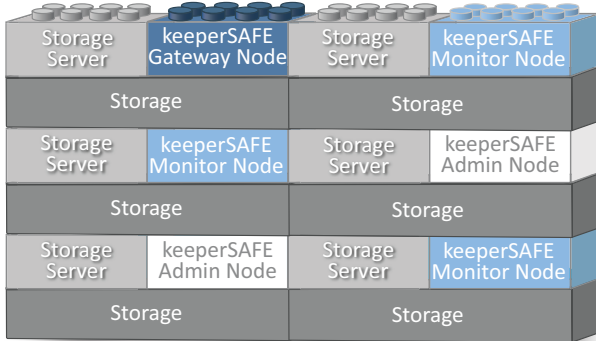 Storage
Server
keeperSAFE
Gateway Node
Storage
Server
keeperSAFE
Monitor Node
Storage
Storage
Storage
Server
keeperSAFE
Monitor Node
Storage
Server
keeperSAFE
Admin Node
Storage
Storage
Storage
Server
keeperSAFE
Admin Node
Storage
Server
keeperSAFE
Monitor Node
Storage
Storage